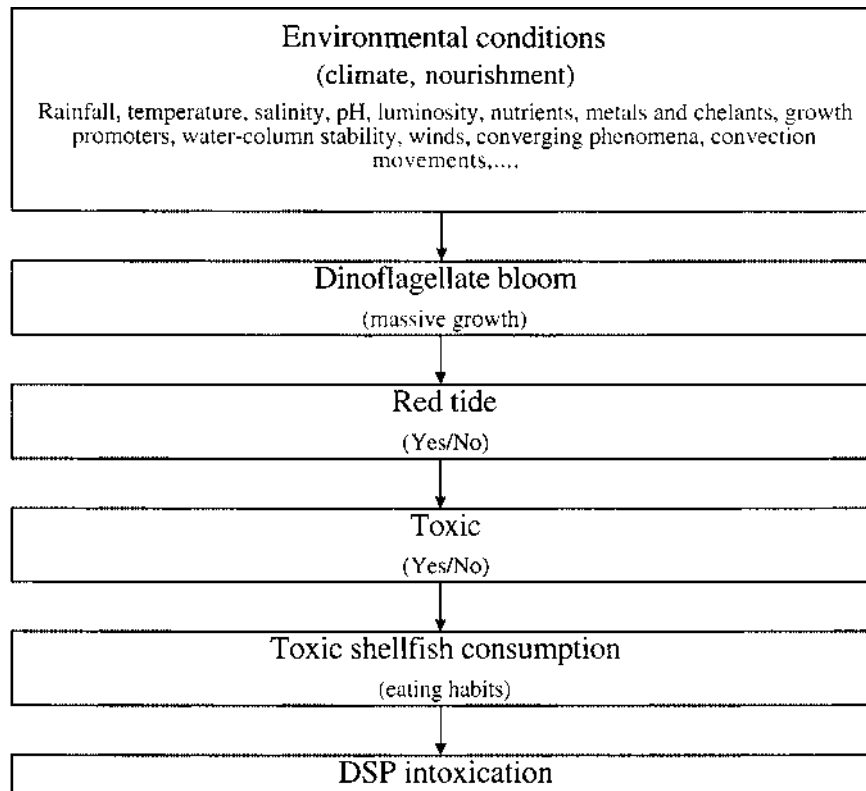 Environmental conditions
(climate, nourishment)
Rainfall, temperature, salinity, pH, luminosity, nutrients, metals and chelants, growth
promoters, water-column stability, winds, converging phenomena, convection
movements,....
Dinoflagellate bloom
(massive growth)
Red tide
(Yes/No)
Toxic
(Yes/No)
Toxic shellfish consumption
(eating habits)
DSP intoxication